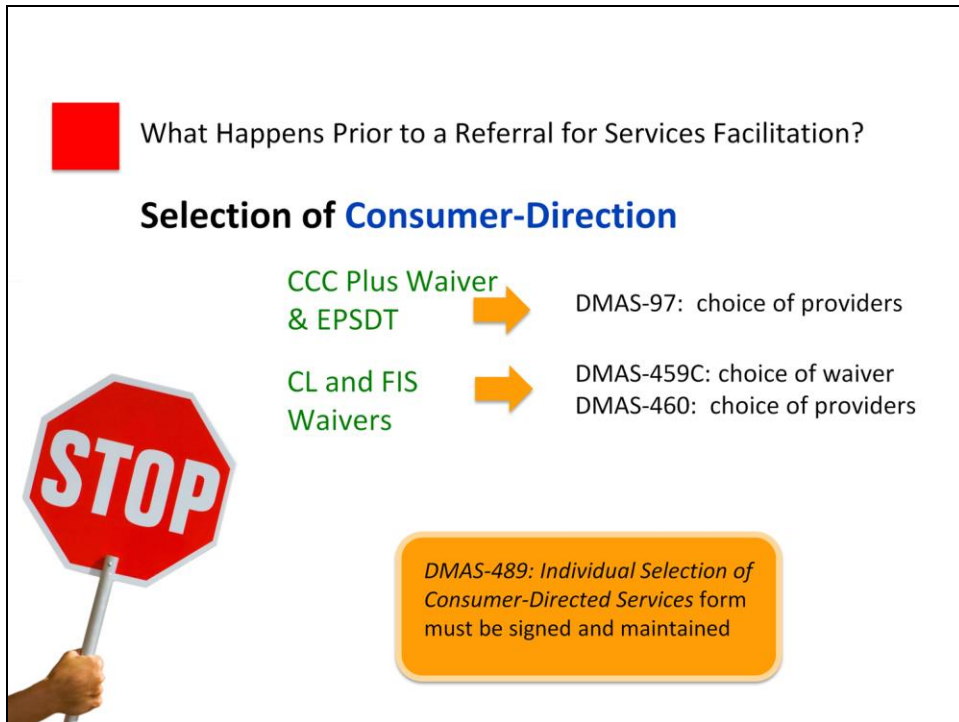 What Happens Prior to a Referral for Services Facilitation?
Selection of Consumer-Direction
CCC Plus Waiver
& EPSDT
DMAS-97:  choice of providers
CL and FIS
Waivers
DMAS-459C: choice of waiver
DMAS-460:  choice of providers
STOP
DMAS-489: Individual Selection of
Consumer-Directed Services form
must be signed and maintained